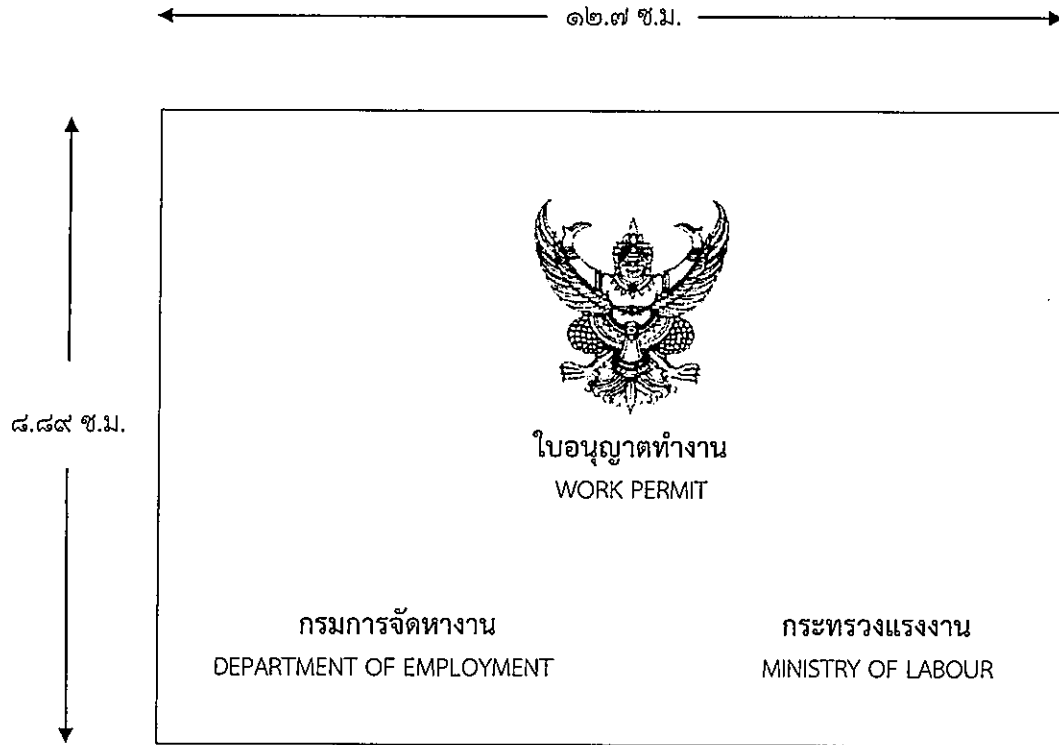 ๑๒.๗ ซ.ม.
๘.๘๙ ซ.ม.
ใบอนุญาตทำงาน
WORK PERMIT
กรมการจัดหางาน
DEPARTMENT OF EMPLOYMENT
กระทรวงแรงงาน
MINISTRY OF LABOUR